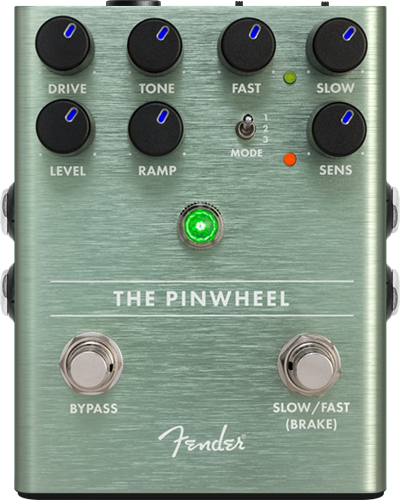 DRIVE TONE FAST SLOW
1
2
3
MODE
LEVEL RAMP SENS
THE PINWHEEL
BYPASS
SLOW/FAST
(BRAKE)
Fender